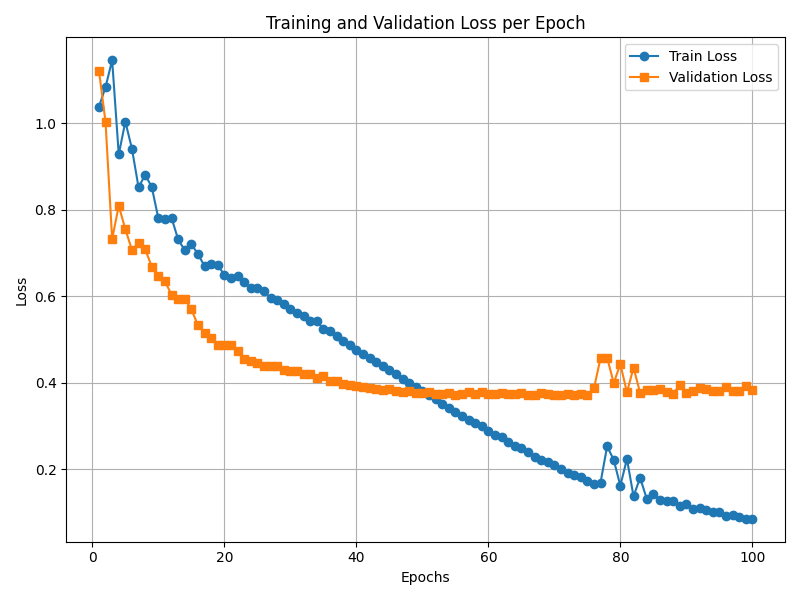 Training and Validation Loss per Epoch
Train Loss
Validation Loss
1.0
0.8
0.6
0.4
0.2
Loss
0 20 40 60 80 100
Epochs